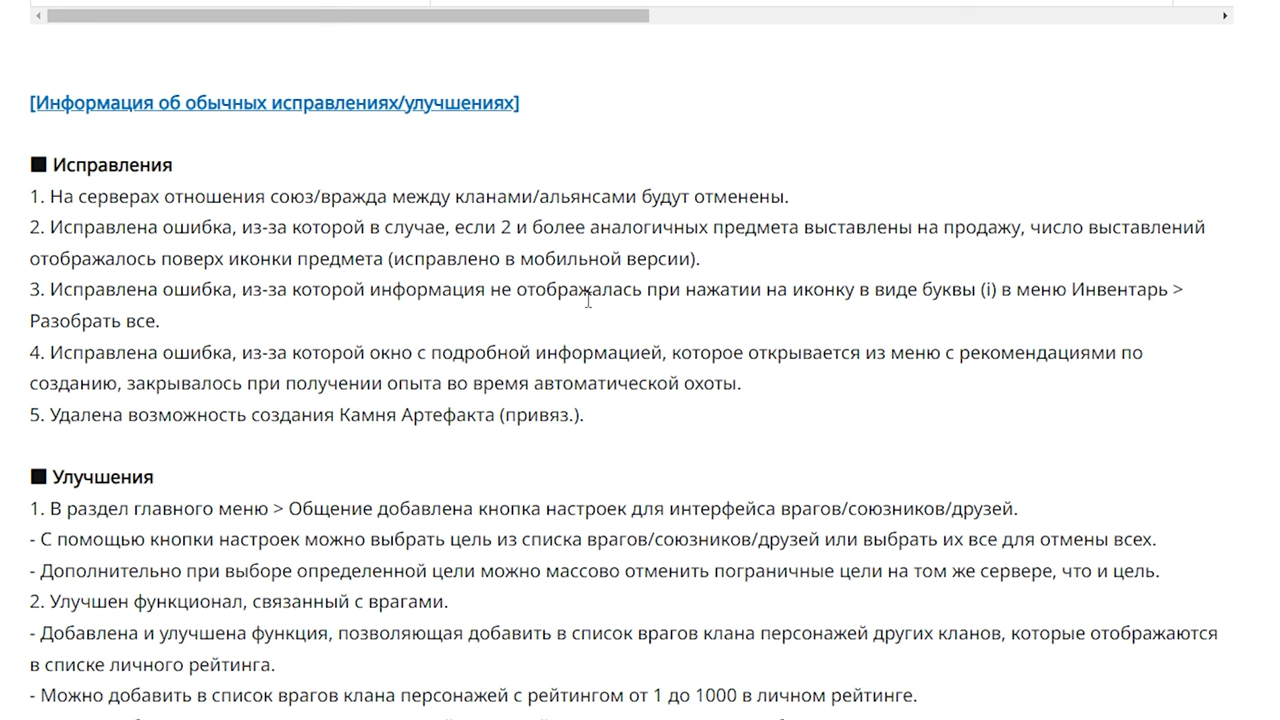 [Информация об обычных исправлениях/улучшениях]
■ Исправления
1. На серверах отношения союз/вражда между кланами/альянсами будут отменены.
2. Исправлена ошибка, из-за которой в случае, если 2 и более аналогичных предмета выставлены на продажу, число выставлений
отображалось поверх иконки предмета (исправлено в мобильной версии).
3. Исправлена ошибка, из-за которой информация не отображалась при нажатии на иконку в виде буквы (i) в меню Инвентарь >
Разобрать все.
4. Исправлена ошибка, из-за которой окно с подробной информацией, которое открывается из меню с рекомендациями по
созданию, закрывалось при получении опыта во время автоматической охоты.
5. Удалена возможность создания Камня Артефакта (привяз.).
■ Улучшения
1. В раздел главного меню > Общение добавлена кнопка настроек для интерфейса врагов/союзников/друзей.
- С помощью кнопки настроек можно выбрать цель из списка врагов/союзников/друзей или выбрать их все для отмены всех.
- Дополнительно при выборе определенной цели можно массово отменить пограничные цели на том же сервере, что и цель.
2. Улучшен функционал, связанный с врагами.
- Добавлена и улучшена функция, позволяющая добавить в список врагов клана персонажей других кланов, которые отображаются
в списке личного рейтинга.
- Можно добавить в список врагов клана персонажей с рейтингом от 1 до 1000 в личном рейтинге.